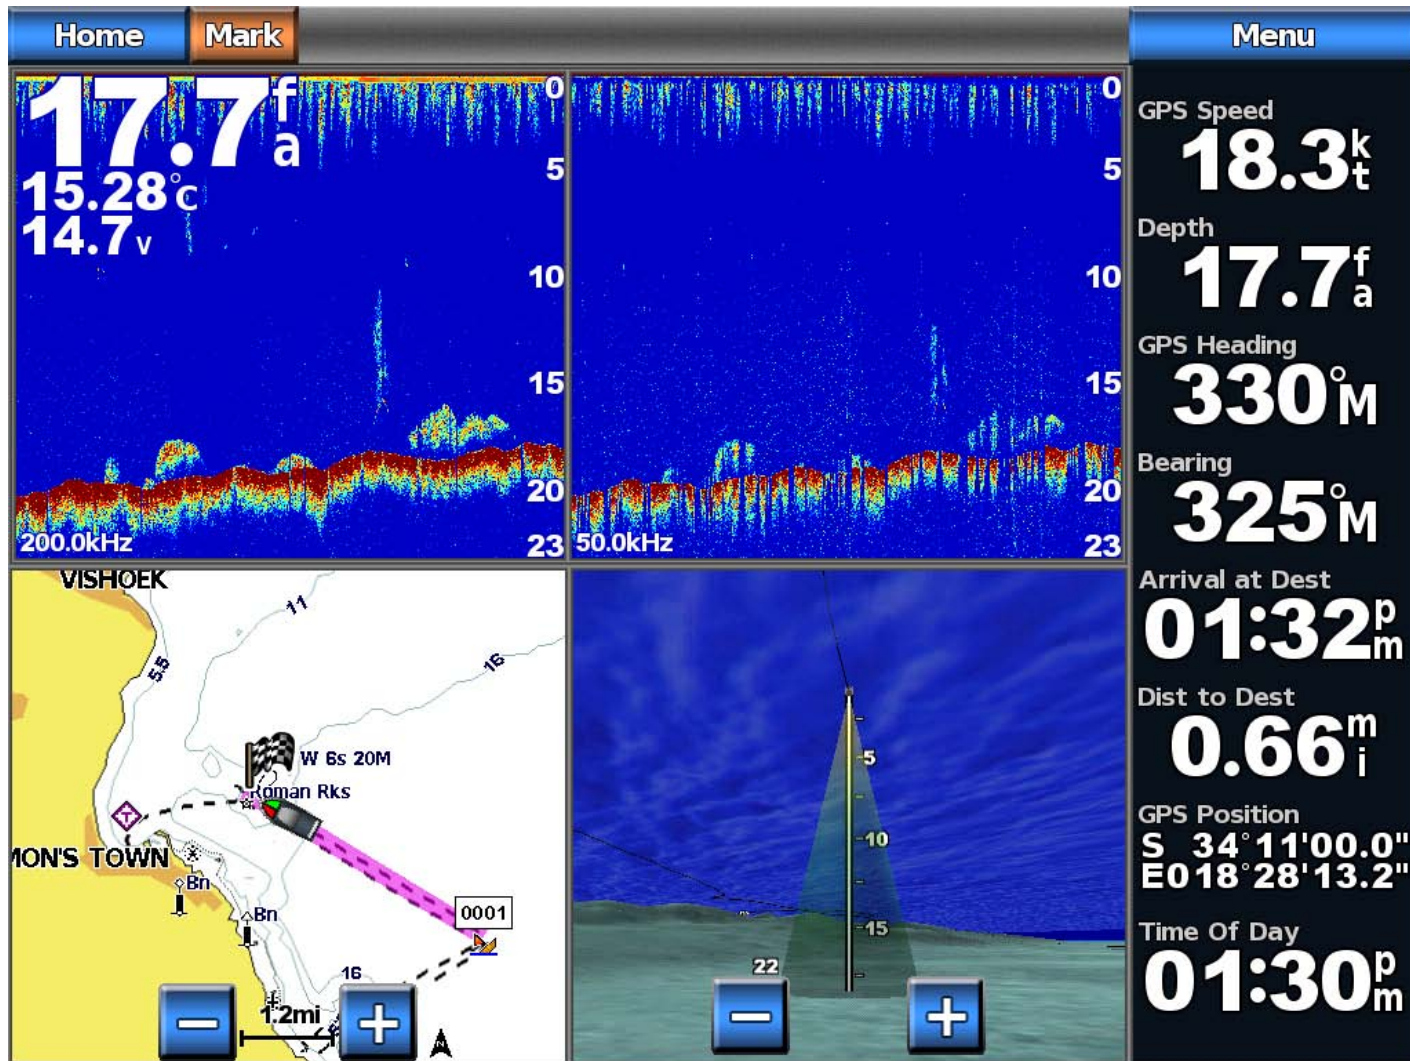 Home Mark Menu
17.7 fa
15.28°C
14.7 v
0
5
10
15
20
23
200.0kHz
0
5
10
15
20
23
50.0kHz
GPS Speed
18.3 kt
Depth
17.7 fa
GPS Heading
330°M
Bearing
325°M
Arrival at Dest
01:32 pm
Dist to Dest
0.66 mi
GPS Position
S 34°11'00.0"
E018°28'13.2"
Time Of Day
01:30 pm
VISHOEK
11
5.5
16
W 6s 20M
Roman Rks
T
MON'S TOWN
Bn
Bn
0001
16
1.2mi
N
5
10
15
22